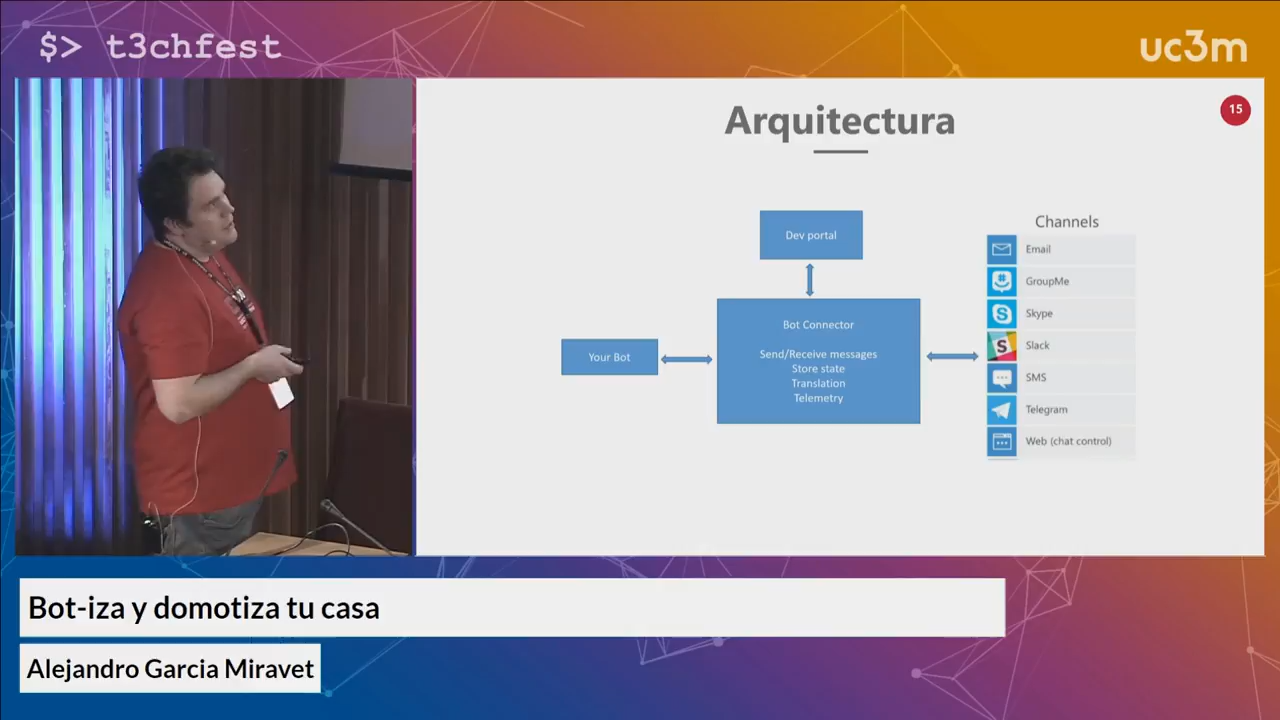 $> t3chfest
uc3m
Arquitectura
15
Dev portal
Channels
Email
GroupMe
Skype
Slack
SMS
Telegram
Web (chat control)
Your Bot
Bot Connector
Send/Receive messages
Store state
Translation
Telemetry
Bot-iza y domotiza tu casa
Alejandro Garcia Miravet